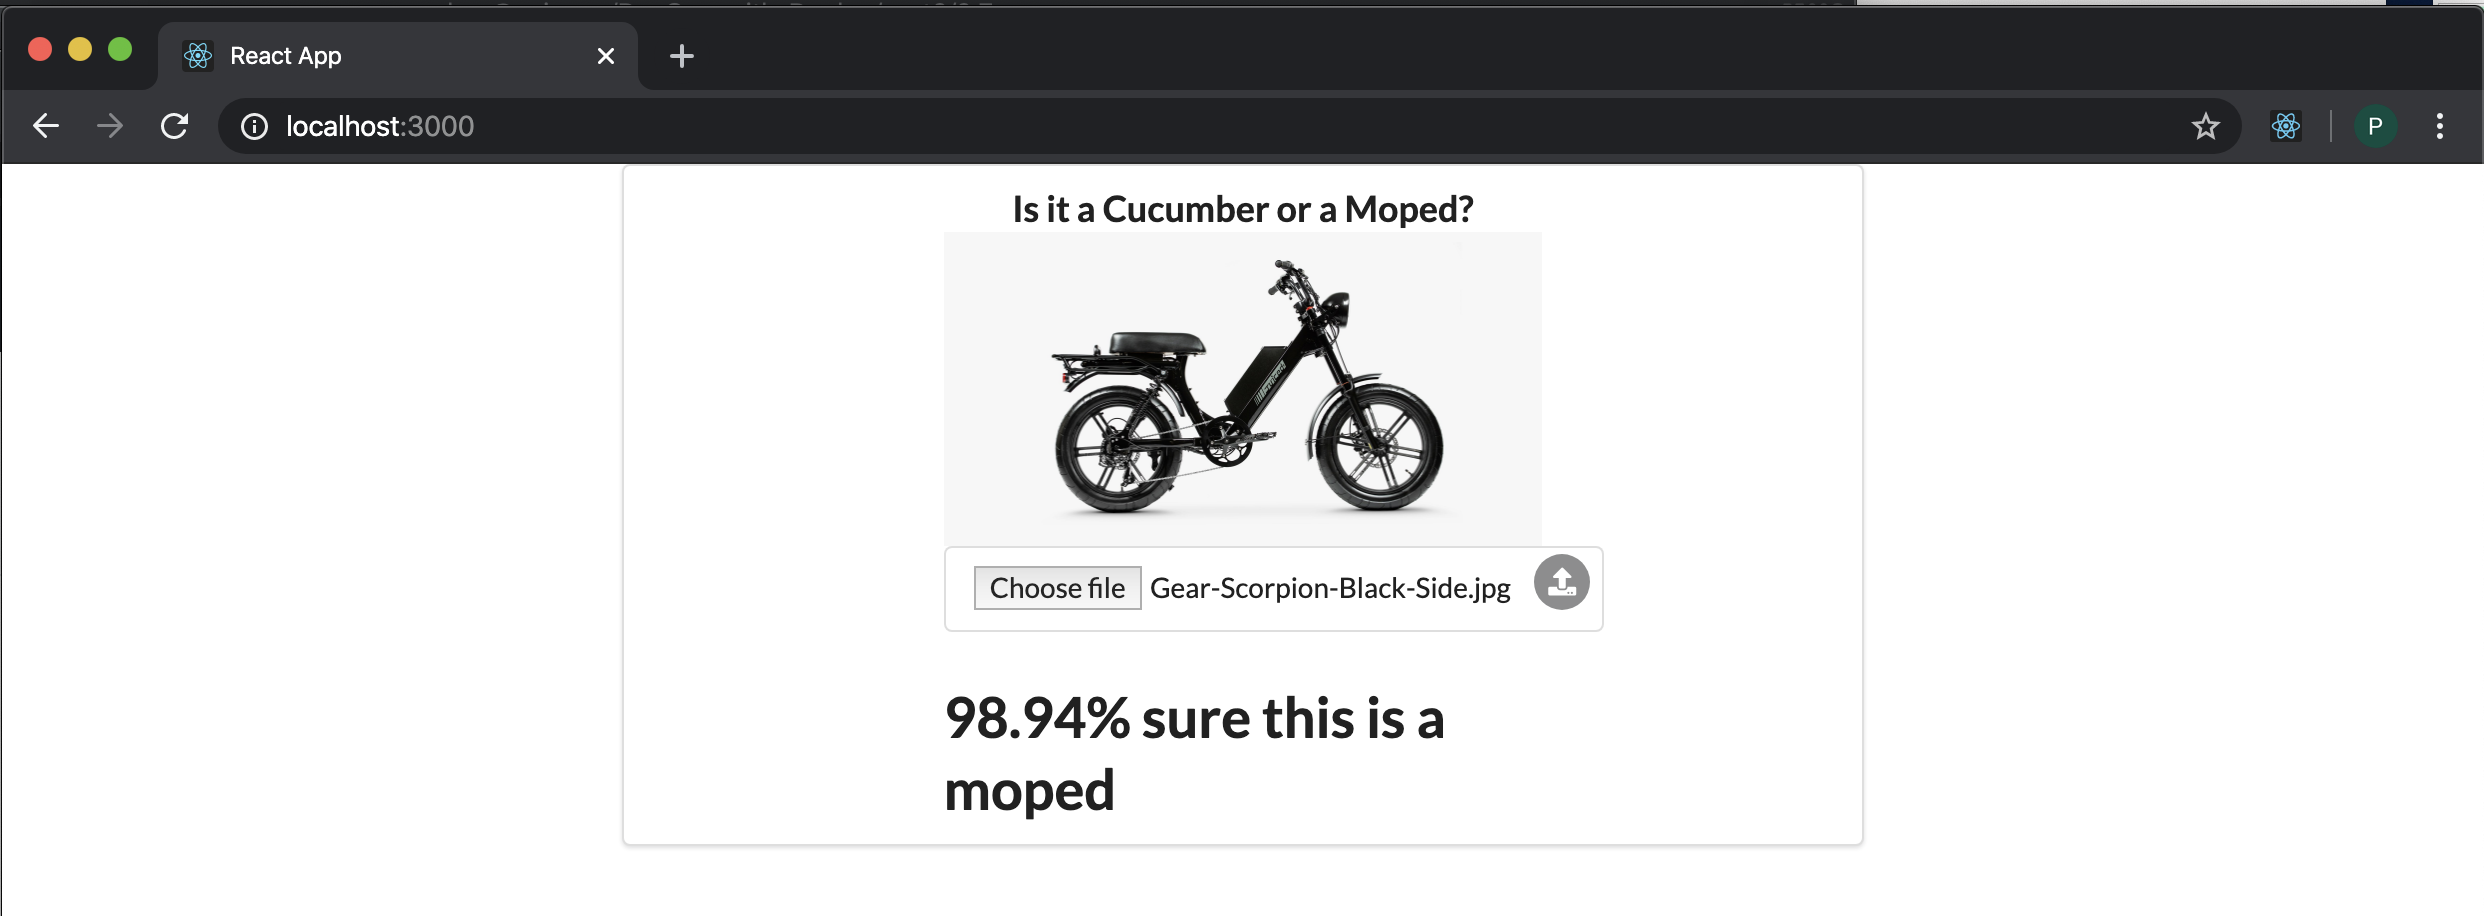 React App
localhost:3000
P
Is it a Cucumber or a Moped?
Choose file Gear-Scorpion-Black-Side.jpg
98.94% sure this is a
moped